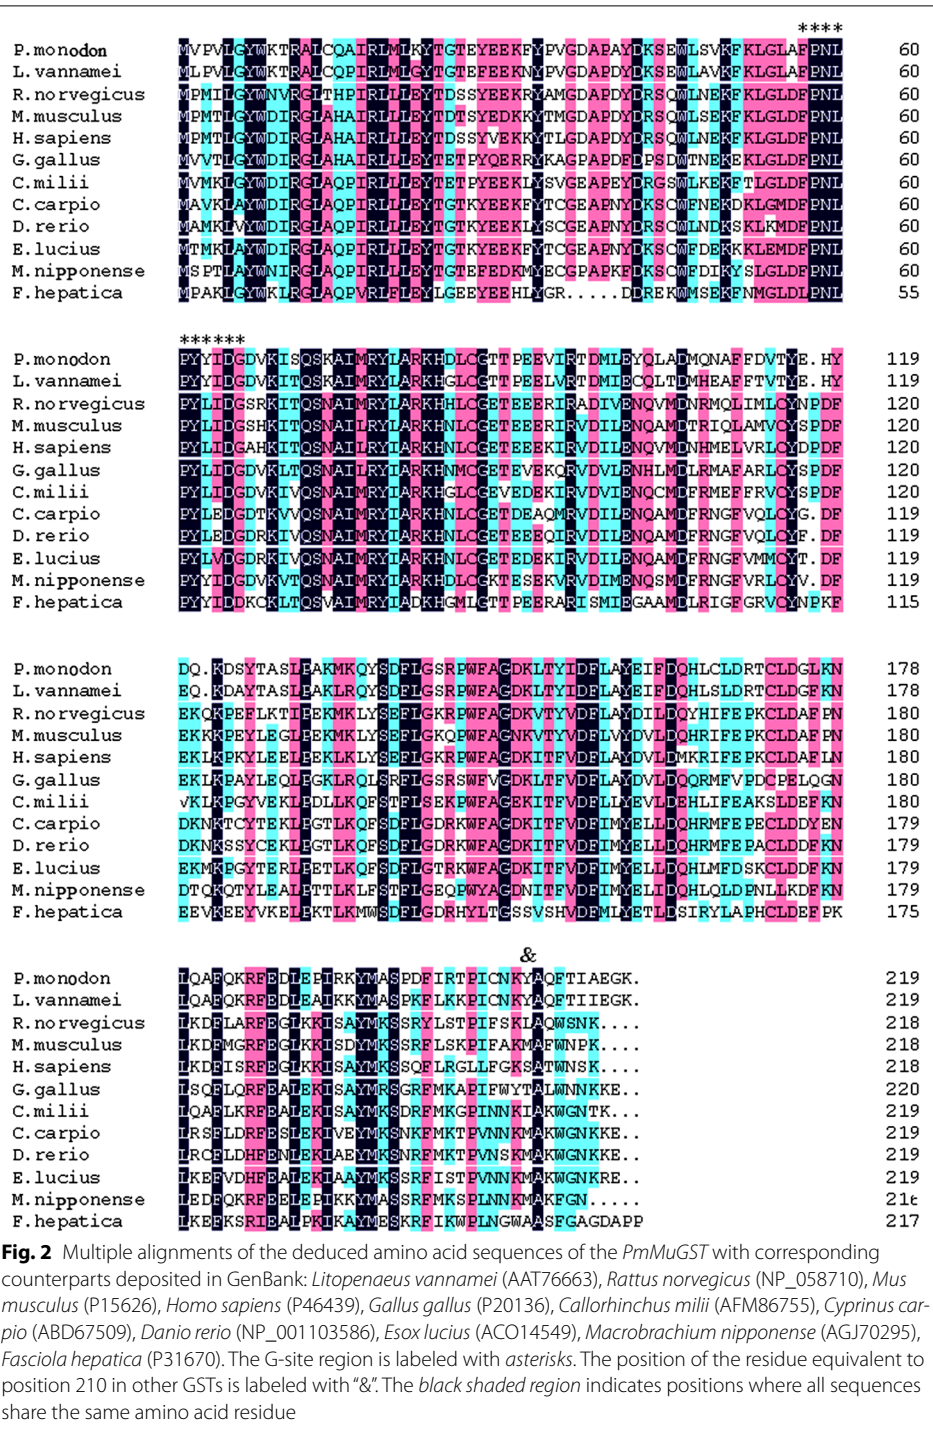 ****
P.monodon MVPVLGYWKTRALCQAIRLMLKYTGTEYEEKFYPVGDAPAYDKSEWLSVKFKLGLAFPNL 60
L.vannamei MLPVLGYWKTRALCQPIRLMLGYTGTEFEEKNYPVGDAPDYDKSEWLAVKFKLGLAFPNL 60
R.norvegicus MPMILGYWNVRGLTHPIRLLLEYTDSSYEEKRYAMGDAPDYDRSQWLNEKFKLGLDFPNL 60
M.musculus MPMTLGYWDIRGLAHAIRLLLEYTDTSYEDKKYTMGDAPDYDRSQWLSEKFKLGLDFPNL 60
H.sapiens MPMTLGYWDIRGLAHAIRLLLEYTDSSYVEKKYTLGDAPDYDRSQWLNEKFKLGLDFPNL 60
G.gallus MVVTLGYWDIRGLAHAIRLLLEYTETPYQERRYKAGPAPDFDPSDWTNEKEKLGLDFPNL 60
C.milii MVMKLGYWDIRGLAQPIRLLLEYTETPYEEKLYSVGEAPEYDRGSWLKEKFTLGLDFPNL 60
C.carpio MAVKLAYWDIRGLAQPIRLLLEYTETKYEEKFYTCGEAPNYDKSCWFNEKDKLGMDFPNL 60
D.rerio MAMKLVYWDIRGLAQPIRLLLEYTETKYEEKLYSCGEAPNYDKSCWLNDKSKLKMDFPNL 60
E.lucius MTMKLAYWDIRGLAQPIRLLLEYTGTKYEEKFYTCGEAPNYDKSCWFDEKKKLEMDFPNL 60
M.nipponense MSPTLAYWNIRGLAQPIRLLLEYTGTEFEDKMYECGPAPKFDKSCWFDIKYSLGLDFPNL 60
F.hepatica MPAKLGYWKLRGLAQPVRLFLEYLGEEYEEHLYGR.....DDREKWMSEKFNMGLDLPNL 55
******
P.monodon PYYIDGDVKISQSKAIMRYLARKHDLCGTTPEEVIRTDMLEYQLADMQNAFFDVTYE.HY 119
L.vannamei PYYIDGDVKITQSKAIMRYLARKHGLCGTTPEELVRTDMIECQLTDMHEAFFTVTYE.HY 119
R.norvegicus PYLIDGSRKITQSNAIMRYLARKHHLCGETEEERIRADIVENQVMDNRMQLIMLCYNPDF 120
M.musculus PYLIDGSHKITQSNAIMRYLARKHNLCGETEEERIRVDILENQAMDTRIQLAMVCYSPDF 120
H.sapiens PYLIDGAHKITQSNAIMRYIARKHNLCGETEEEKIRVDILENQVMDNHMELVRLCYDPDF 120
G.gallus PYLIDGDVKLTQSNAILRYIARKHNMCGETEVEKQRVDVLENHLMDLRMAFARLCYSPDF 120
C.milii PYLIDGDVKIVQSNAIMRYIARKHGLCGEVEDEKIRVDVIENQCMDFRMEFFRVCYSPDF 120
C.carpio PYLEDGDTKVVQSNAIMRYIARKHNLCGETDEAQMRVDILENQAMDFRNGFVQLCYG.DF 119
D.rerio PYLEDGDRKIVQSNAIMRYIARKHNLCGETEEEQIRVDILENQAMDFRNGFVQLCYF.DF 119
E.lucius PYLVDGDRKIVQSNAIMRYIARKHNLCGETEDEKIRVDILENQAMDFRNGFVMMCYT.DF 119
M.nipponense PYYIDGDVKVTQSNAIMRYIARKHDLCGKTESEKVRVDIMENQSMDFRNGFVRLCYV.DF 119
F.hepatica PYYIDDKCKLTQSVAIMRYIADKHGMLGTTPEERARISMIEGAAMDLRIGFGRVCYNPKF 115
P.monodon DQ.KDSYTASLPAKMKQYSDFLGSRPWFAGDKLTYIDFLAYEIFDQHLCLDRTCLDGLKN 178
L.vannamei EQ.KDAYTASLPAKLRQYSDFLGSRPWFAGDKLTYIDFLAYEIFDQHLSLDRTCLDGFKN 178
R.norvegicus EKQKPEFLKTIPEKMKLYSEFLGKRPWFAGDKVTYVDFLAYDILDQYHIFEPKCLDAFPN 180
M.musculus EKKKPEYLEGLPEKMKLYSEFLGKQPWFAGNKVTYVDFLVYDVLDQHRIFEPKCLDAFPN 180
H.sapiens EKLKPKYLEELPEKLKLYSEFLGKRPWFAGDKITFVDFLAYDVLDMKRIFEPKCLDAFLN 180
G.gallus EKLKPAYLEQLPGKLRQLSRFLGSRSWFVGDKLTFVDFLAYDVLDQQRMFVPDCPELQGN 180
C.milii VKLKPGYVEKLPDLLKQFSTFLSEKPWFAGEKITFVDFLLYEVLDEHLIFEAKSLDEFKN 180
C.carpio DKNKTCYTEKLPGTLKQFSDFLGDRKWFAGDKITFVDFIMYELLDQHRMFEPECLDDYEN 179
D.rerio DKNKSSYCEKLPGTLKQFSDFLGDRKWFAGDKITFVDFIMYELLDQHRMFEPACLDDFKN 179
E.lucius EKMKPGYTERLPETLKQFSDFLGTRKWFAGDKITFVDFIMYELLDQHLMFDSKCLDDFKN 179
M.nipponense DTQKQTYLEALPTTLKLFSTFLGEQPWYAGDNITFVDFIMYELIDQHLQLDPNLLKDFKN 179
F.hepatica EEVKEEYVKELPKTLKMWSDFLGDRHYLTGSSVSHVDFMLYETLDSIRYLAPHCLDEFPK 175
&
P.monodon LQAFQKRFEDLEPIRKYMASPDFIRTPICNKYAQFTIAEGK. 219
L.vannamei LQAFQKRFEDLEAIKKYMASPKFLKKPICNKYAQFTIIEGK. 219
R.norvegicus LKDFLARFEGLKKISAYMKSSRYLSTPIFSKLAQWSNK.... 218
M.musculus LKDFMGRFEGLKKISDYMKSSRFLSKPIFAKMAFWNPK.... 218
H.sapiens LKDFISRFEGLKKISAYMKSSQFLRGLLFGKSATWNSK.... 218
G.gallus LSQFLQRFEALEKISAYMRSGRFMKAPIFWYTALWNNKKE.. 220
C.milii LQAFLKRFEALEKISAYMKSDRFMKGPINNKIAKWGNTK... 219
C.carpio LRSFLDRFESLEKIVEYMKSNKFMKTPVNNKMAKWGNKKE.. 219
D.rerio LRCFLDHFENLEKIAEYMKSNRFMKTPVNSKMAKWGNKKE.. 219
E.lucius LKEFVDHFEALEKIAAYMKSSRFISTPMNNKMAKWGNKRE.. 219
M.nipponense LEDFQKRFEELEPIKKYMASSRFMKSPLNNKMAKFGN..... 216
F.hepatica LKEFKSRIEALPKIKAYMESKRFIKWPLNGWAASFGAGDAPP 217
Fig. 2 Multiple alignments of the deduced amino acid sequences of the PmMuGST with corresponding
counterparts deposited in GenBank: Litopenaeus vannamei (AAT76663), Rattus norvegicus (NP_058710), Mus
musculus (P15626), Homo sapiens (P46439), Gallus gallus (P20136), Callorhinchus milii (AFM86755), Cyprinus car-
pio (ABD67509), Danio rerio (NP_001103586), Esox lucius (ACO14549), Macrobrachium nipponense (AGJ70295),
Fasciola hepatica (P31670). The G-site region is labeled with asterisks. The position of the residue equivalent to
position 210 in other GSTs is labeled with “&”. The black shaded region indicates positions where all sequences
share the same amino acid residue